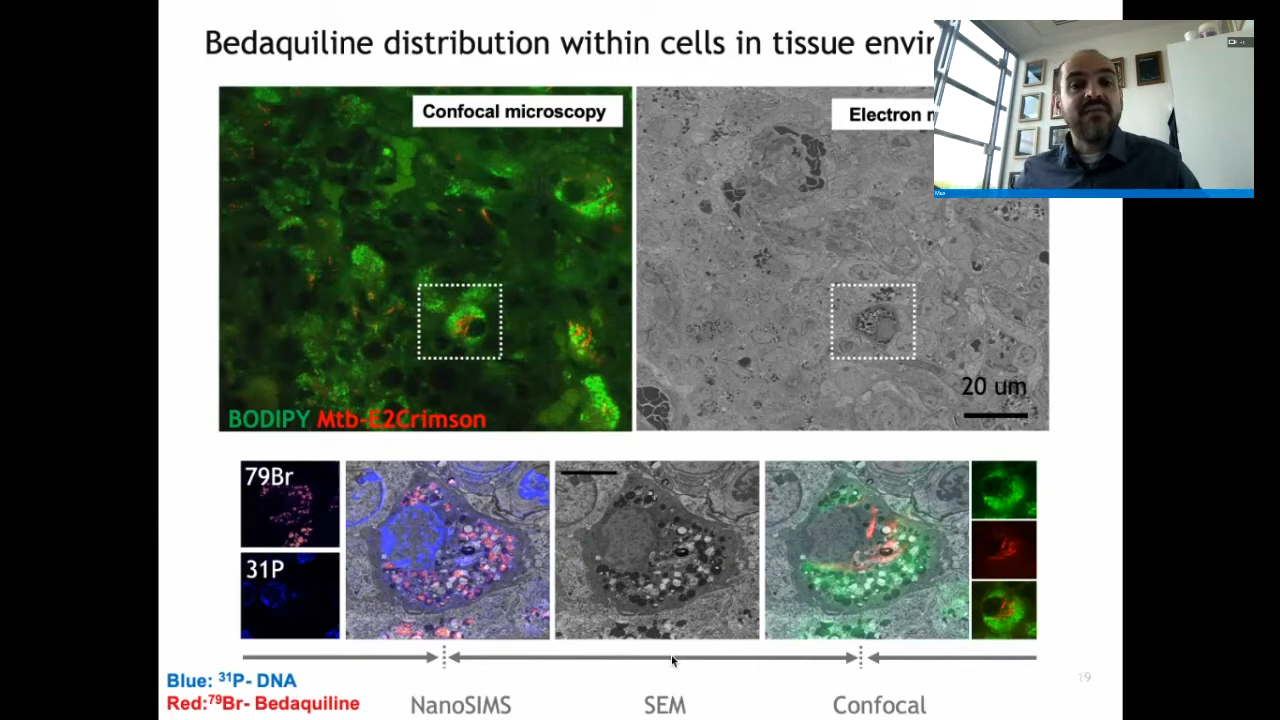 Bedaquiline distribution within cells in tissue
Confocal microscopy
Electron
BODIPY Mtb-E2Crimson
20 um
79Br
31P
Blue: ³¹P- DNA
Red:⁷⁹Br- Bedaquiline
NanoSIMS
SEM
Confocal
19